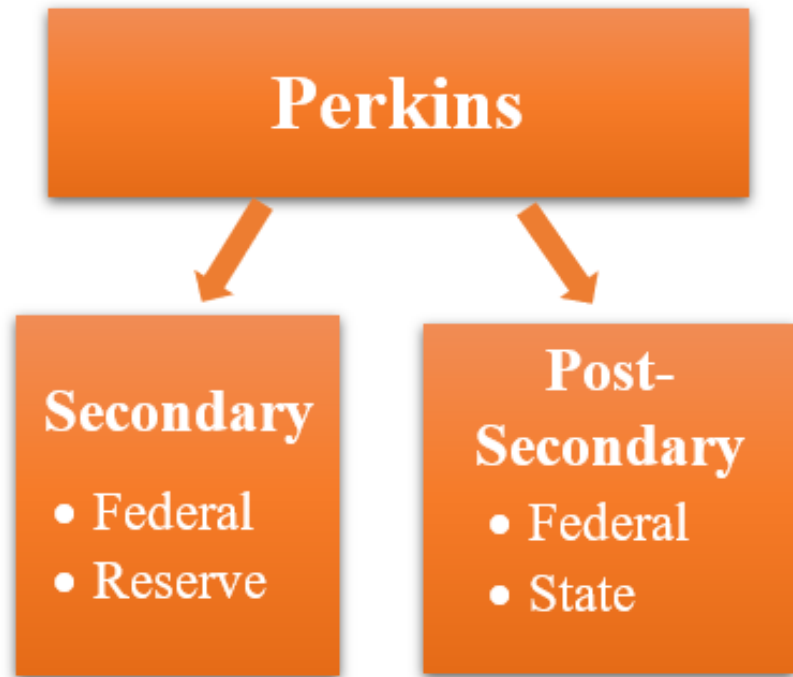 Perkins
Secondary
• Federal
• Reserve
Post-
Secondary
• Federal
• State